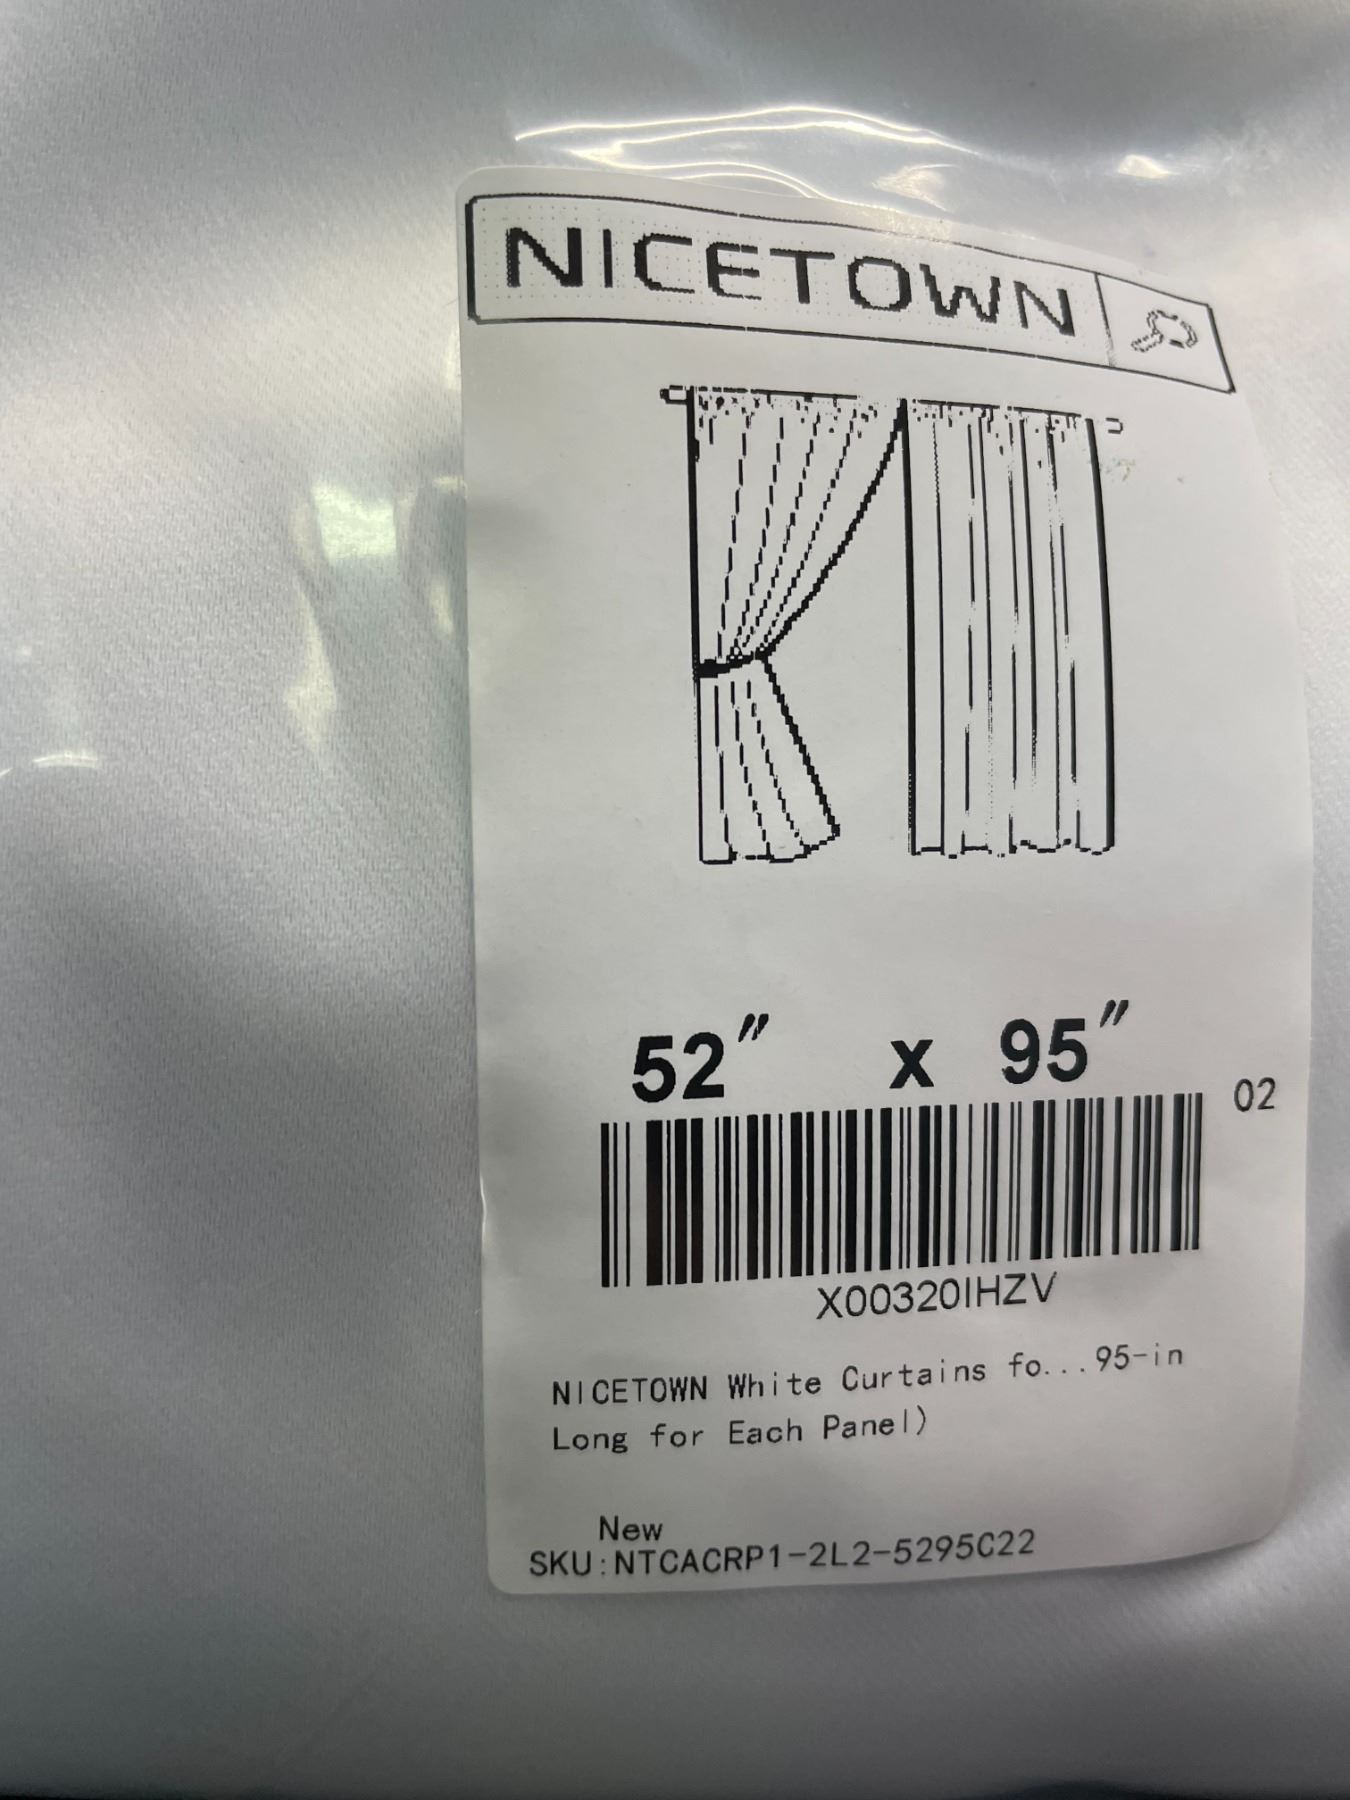 NICETOWN
52" x 95"
02
X00320IHZV
NICETOWN White Curtains fo...95-in
Long for Each Panel)
New
SKU:NTCACRP1-2L2-5295C22